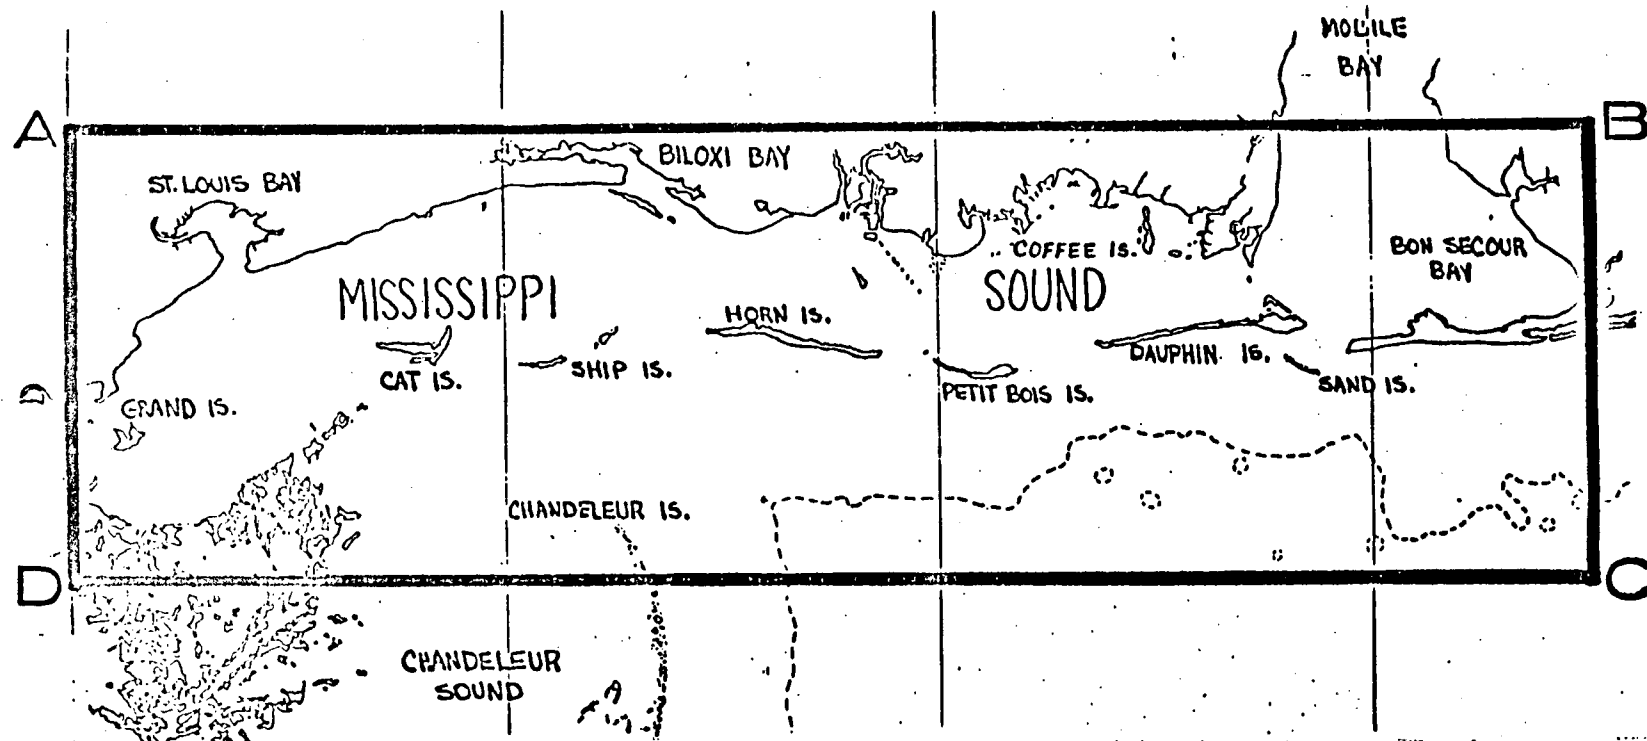 MOBILE
BAY
A
B
BILOXI BAY
ST. LOUIS BAY
COFFEE IS.
BON SECOUR
BAY
MISSISSIPPI
SOUND
HORN IS.
DAUPHIN IS.
CAT IS.
SHIP IS.
PETIT BOIS IS.
SAND IS.
GRAND IS.
CHANDELEUR IS.
D
C
CHANDELEUR
SOUND